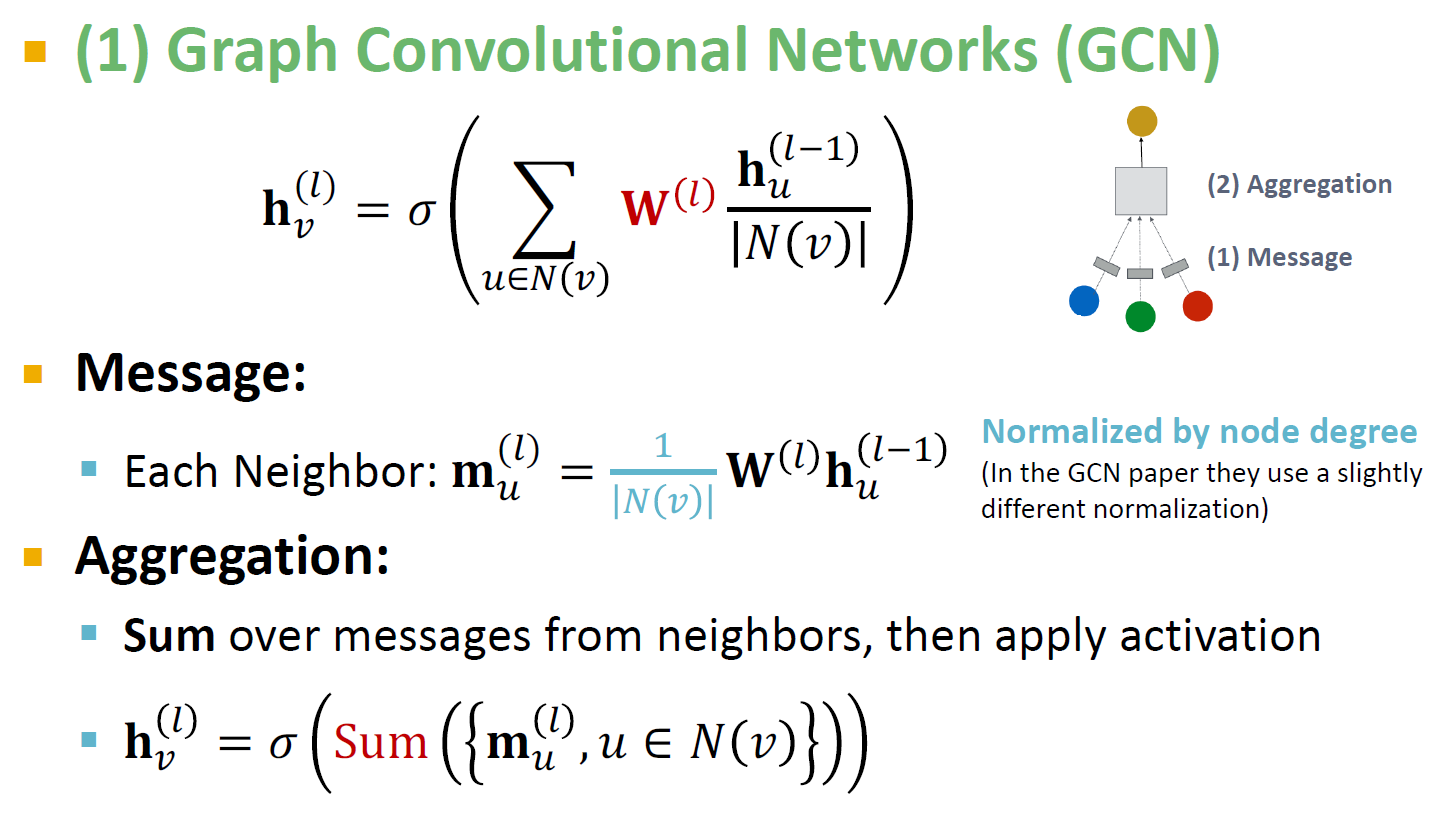 (1) Graph Convolutional Networks (GCN)
𝐡_v^(l) = σ( ∑_{u∈N(v)} 𝐖^(l) 𝐡_u^(l−1) / |N(v)| )
(2) Aggregation
(1) Message
Message:
Each Neighbor: 𝐦_u^(l) = 1/|N(v)| 𝐖^(l) 𝐡_u^(l−1)
Normalized by node degree
(In the GCN paper they use a slightly
different normalization)
Aggregation:
Sum over messages from neighbors, then apply activation
𝐡_v^(l) = σ(Sum({𝐦_u^(l), u ∈ N(v)}))